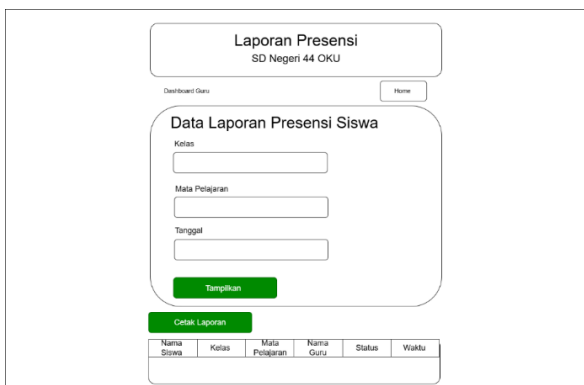 Laporan Presensi
SD Negeri 44 OKU
Dashboard Guru
Home
Data Laporan Presensi Siswa
Kelas
Mata Pelajaran
Tanggal
Tampilkan
Cetak Laporan
Nama Siswa
Kelas
Mata Pelajaran
Nama Guru
Status
Waktu